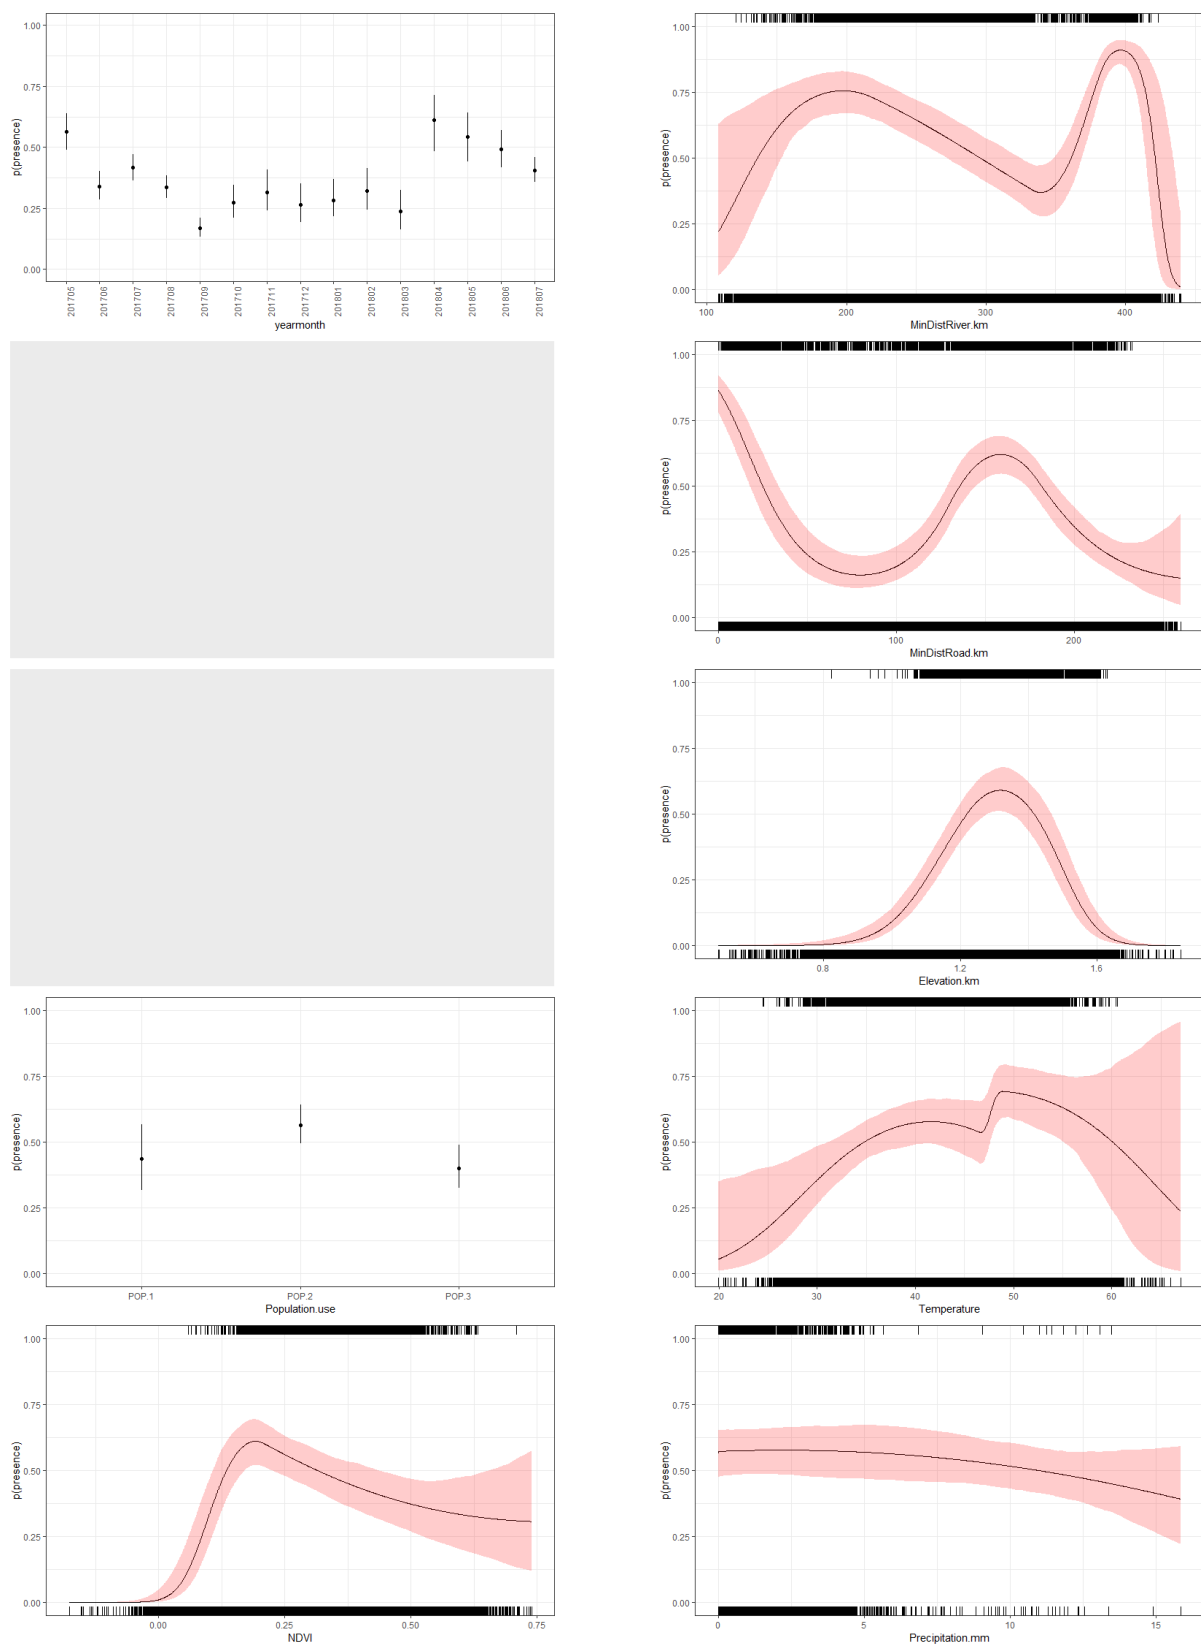 1.00
0.75
0.50
0.25
0.00
p(presence)
201705
201706
201707
201708
201709
201710
201711
201712
201801
201802
201803
201804
201805
201806
201807
yearmonth
1.00
0.75
0.50
0.25
0.00
p(presence)
100 200 300 400
MinDistRiver.km
1.00
0.75
0.50
0.25
0.00
p(presence)
0 100 200
MinDistRoad.km
1.00
0.75
0.50
0.25
0.00
p(presence)
0.8 1.2 1.6
Elevation.km
1.00
0.75
0.50
0.25
0.00
p(presence)
POP.1 POP.2 POP.3
Population.use
1.00
0.75
0.50
0.25
0.00
p(presence)
20 30 40 50 60
Temperature
1.00
0.75
0.50
0.25
0.00
p(presence)
0.00 0.25 0.50 0.75
NDVI
1.00
0.75
0.50
0.25
0.00
p(presence)
0 5 10 15
Precipitation.mm